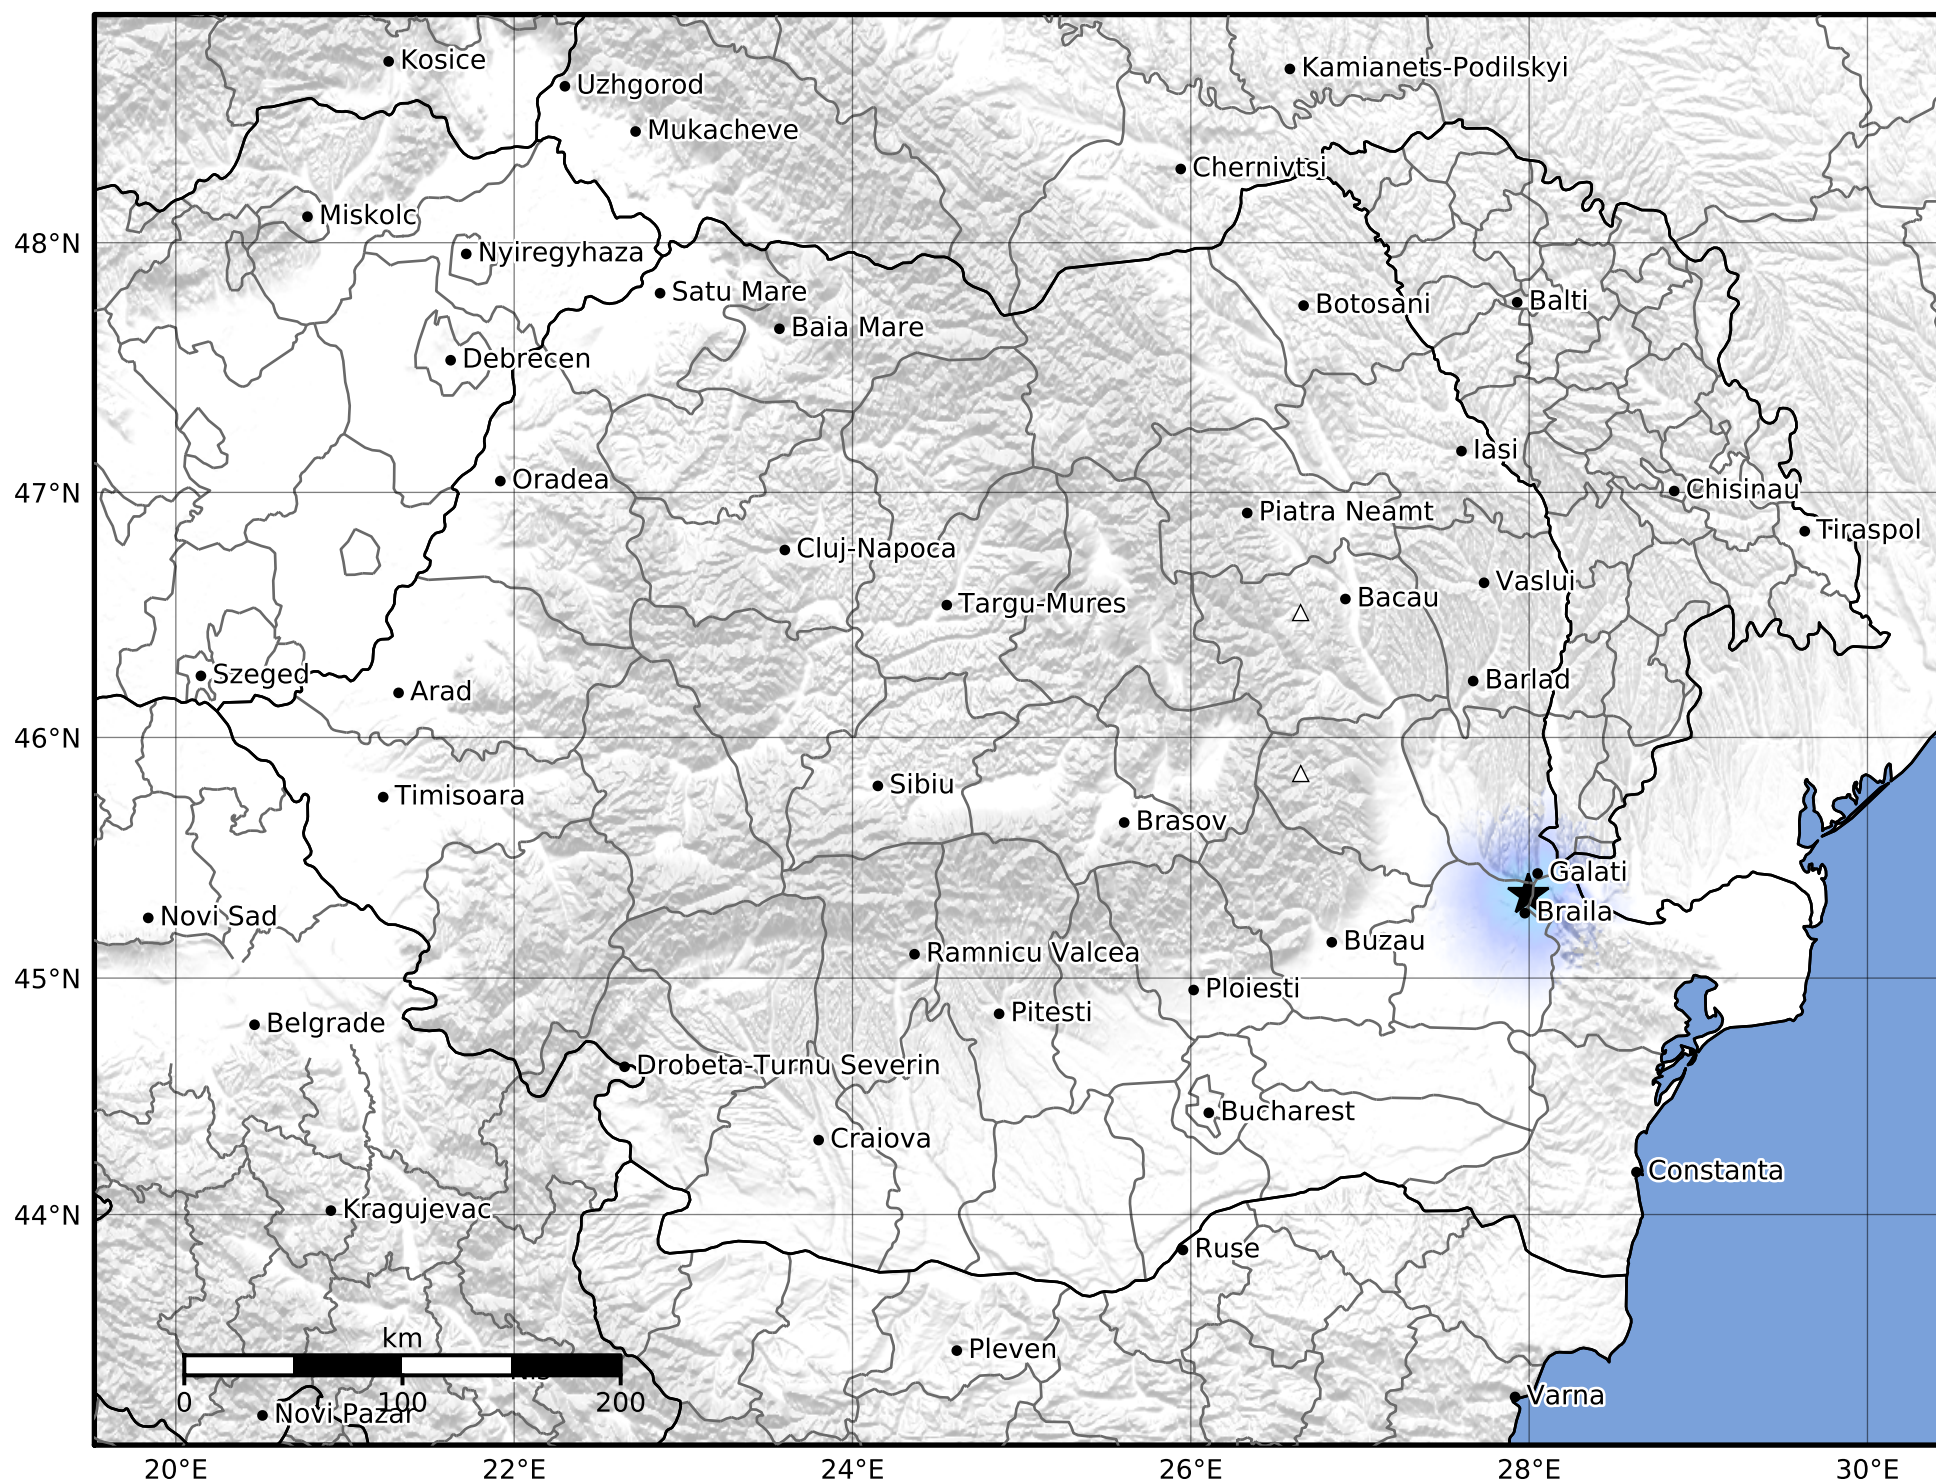 Kosice
Kamianets-Podilskyi
Uzhgorod
Mukacheve
Chernivtsi
Miskolc
48°N
Nyiregyhaza
Satu Mare
Botosani
Balti
Baia Mare
Debrecen
Iasi
Oradea
47°N
Chisinau
Piatra Neamt
Tiraspol
Cluj-Napoca
Vaslui
Bacau
Targu-Mures
Szeged
Barlad
Arad
46°N
Sibiu
Timisoara
Brasov
Galati
Novi Sad
Braila
Buzau
Ramnicu Valcea
45°N
Ploiesti
Pitesti
Belgrade
Drobeta-Turnu Severin
Bucharest
Craiova
Constanta
Kragujevac
44°N
Ruse
km
Pleven
0 100 200
Varna
Novi Pazar
20°E 22°E 24°E 26°E 28°E 30°E